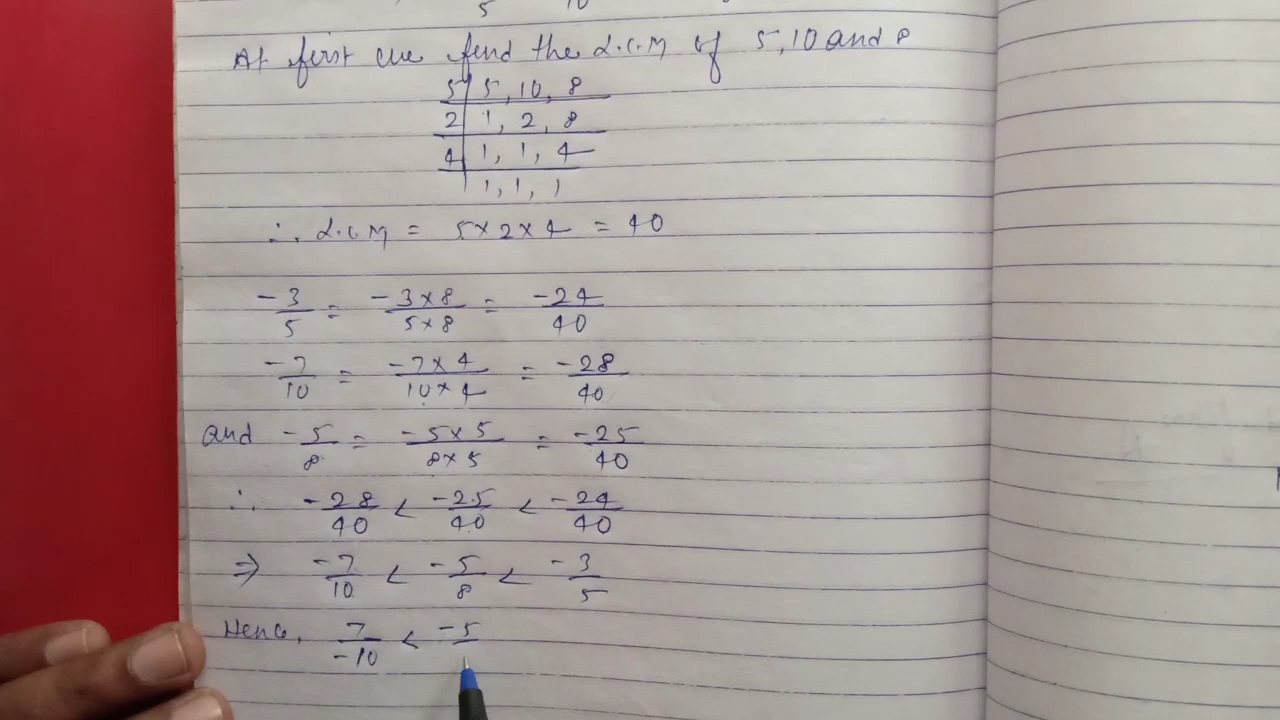 5 10
At first we find the L.C.M of 5, 10 and 8
5 | 5, 10, 8
2 | 1, 2, 8
4 | 1, 1, 4
| 1, 1, 1
∴ L.C.M = 5 × 2 × 4 = 40
-3/5 = -3×8/5×8 = -24/40
-7/10 = -7×4/10×4 = -28/40
and -5/8 = -5×5/8×5 = -25/40
∴ -28/40 < -25/40 < -24/40
⇒ -7/10 < -5/8 < -3/5
Hence, 7/-10 < -5/